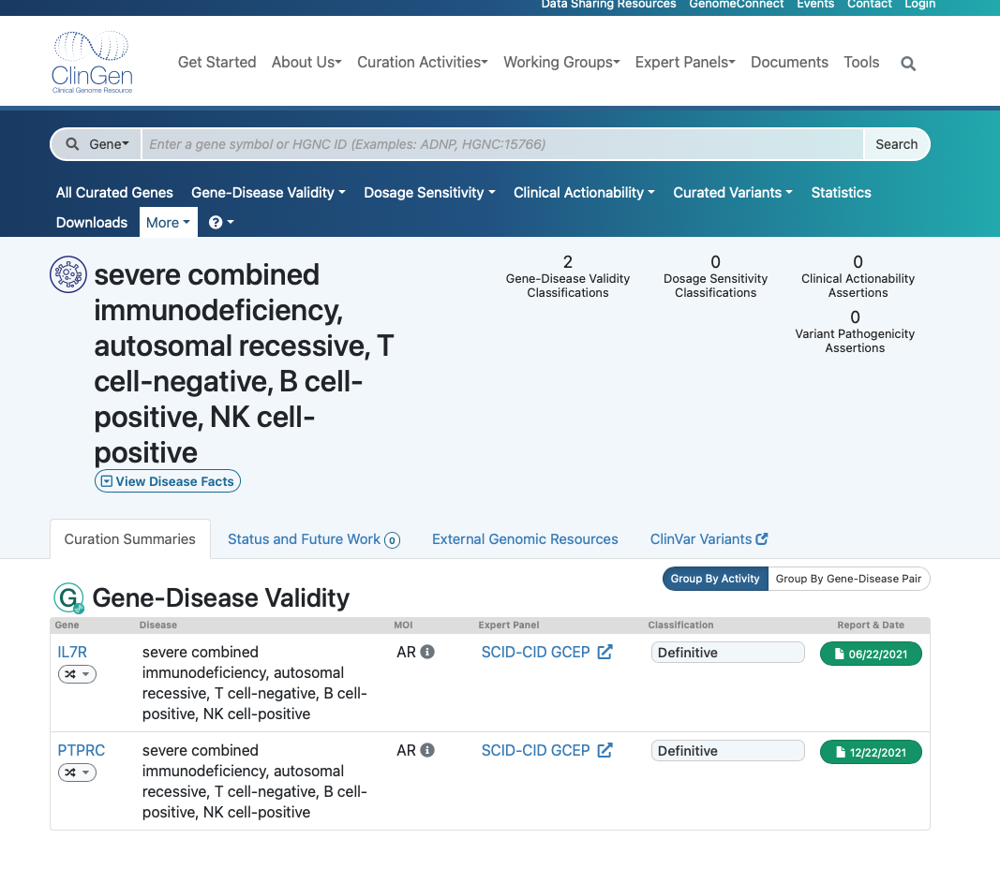 Data Sharing Resources GenomeConnect Events Contact Login
ClinGen
Clinical Genome Resource
Get Started About Us Curation Activities Working Groups Expert Panels Documents Tools
Gene Enter a gene symbol or HGNC ID (Examples: ADNP, HGNC:15766) Search
All Curated Genes Gene-Disease Validity Dosage Sensitivity Clinical Actionability Curated Variants Statistics
Downloads More ?
severe combined
immunodeficiency,
autosomal recessive, T
cell-negative, B cell-
positive, NK cell-
positive
View Disease Facts
2
Gene-Disease Validity
Classifications
0
Dosage Sensitivity
Classifications
0
Clinical Actionability
Assertions
0
Variant Pathogenicity
Assertions
Curation Summaries Status and Future Work 0 External Genomic Resources ClinVar Variants
Group By Activity Group By Gene-Disease Pair
G Gene-Disease Validity
Gene Disease MOI Expert Panel Classification Report & Date
IL7R severe combined AR i SCID-CID GCEP Definitive 06/22/2021
immunodeficiency, autosomal
recessive, T cell-negative, B cell-
positive, NK cell-positive
PTPRC severe combined AR i SCID-CID GCEP Definitive 12/22/2021
immunodeficiency, autosomal
recessive, T cell-negative, B cell-
positive, NK cell-positive